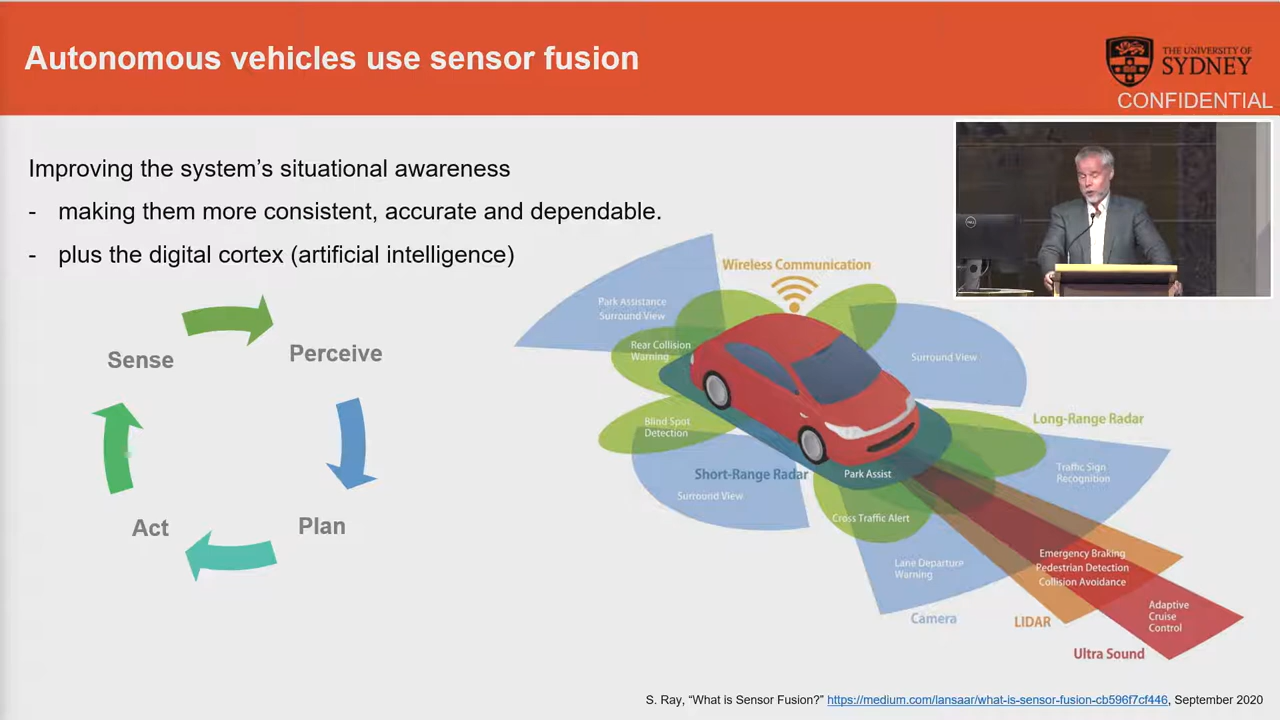 Autonomous vehicles use sensor fusion
THE UNIVERSITY OF
SYDNEY
CONFIDENTIAL
Improving the system's situational awareness
- making them more consistent, accurate and dependable.
- plus the digital cortex (artificial intelligence)
Sense
Perceive
Plan
Act
Wireless Communication
Park Assistance
Surround View
Rear Collision
Warning
Surround View
Blind Spot
Detection
Long-Range Radar
Short-Range Radar
Park Assist
Traffic Sign
Recognition
Surround View
Cross Traffic Alert
Emergency Braking
Pedestrian Detection
Collision Avoidance
Lane Departure
Warning
Adaptive
Cruise
Control
Camera
LIDAR
Ultra Sound
S. Ray, “What is Sensor Fusion?” https://medium.com/lansaar/what-is-sensor-fusion-cb596f7cf446, September 2020